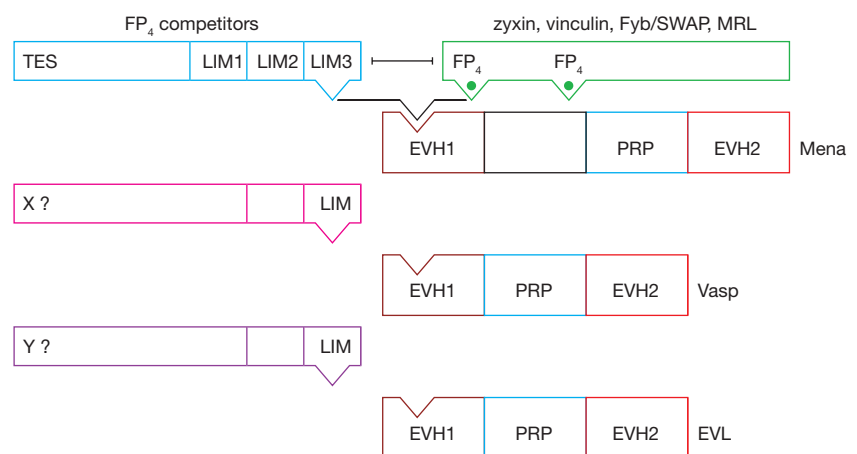 FP4 competitors
zyxin, vinculin, Fyb/SWAP, MRL
TES LIM1 LIM2 LIM3 FP4 FP4
EVH1 PRP EVH2 Mena
X ? LIM
EVH1 PRP EVH2 Vasp
Y ? LIM
EVH1 PRP EVH2 EVL